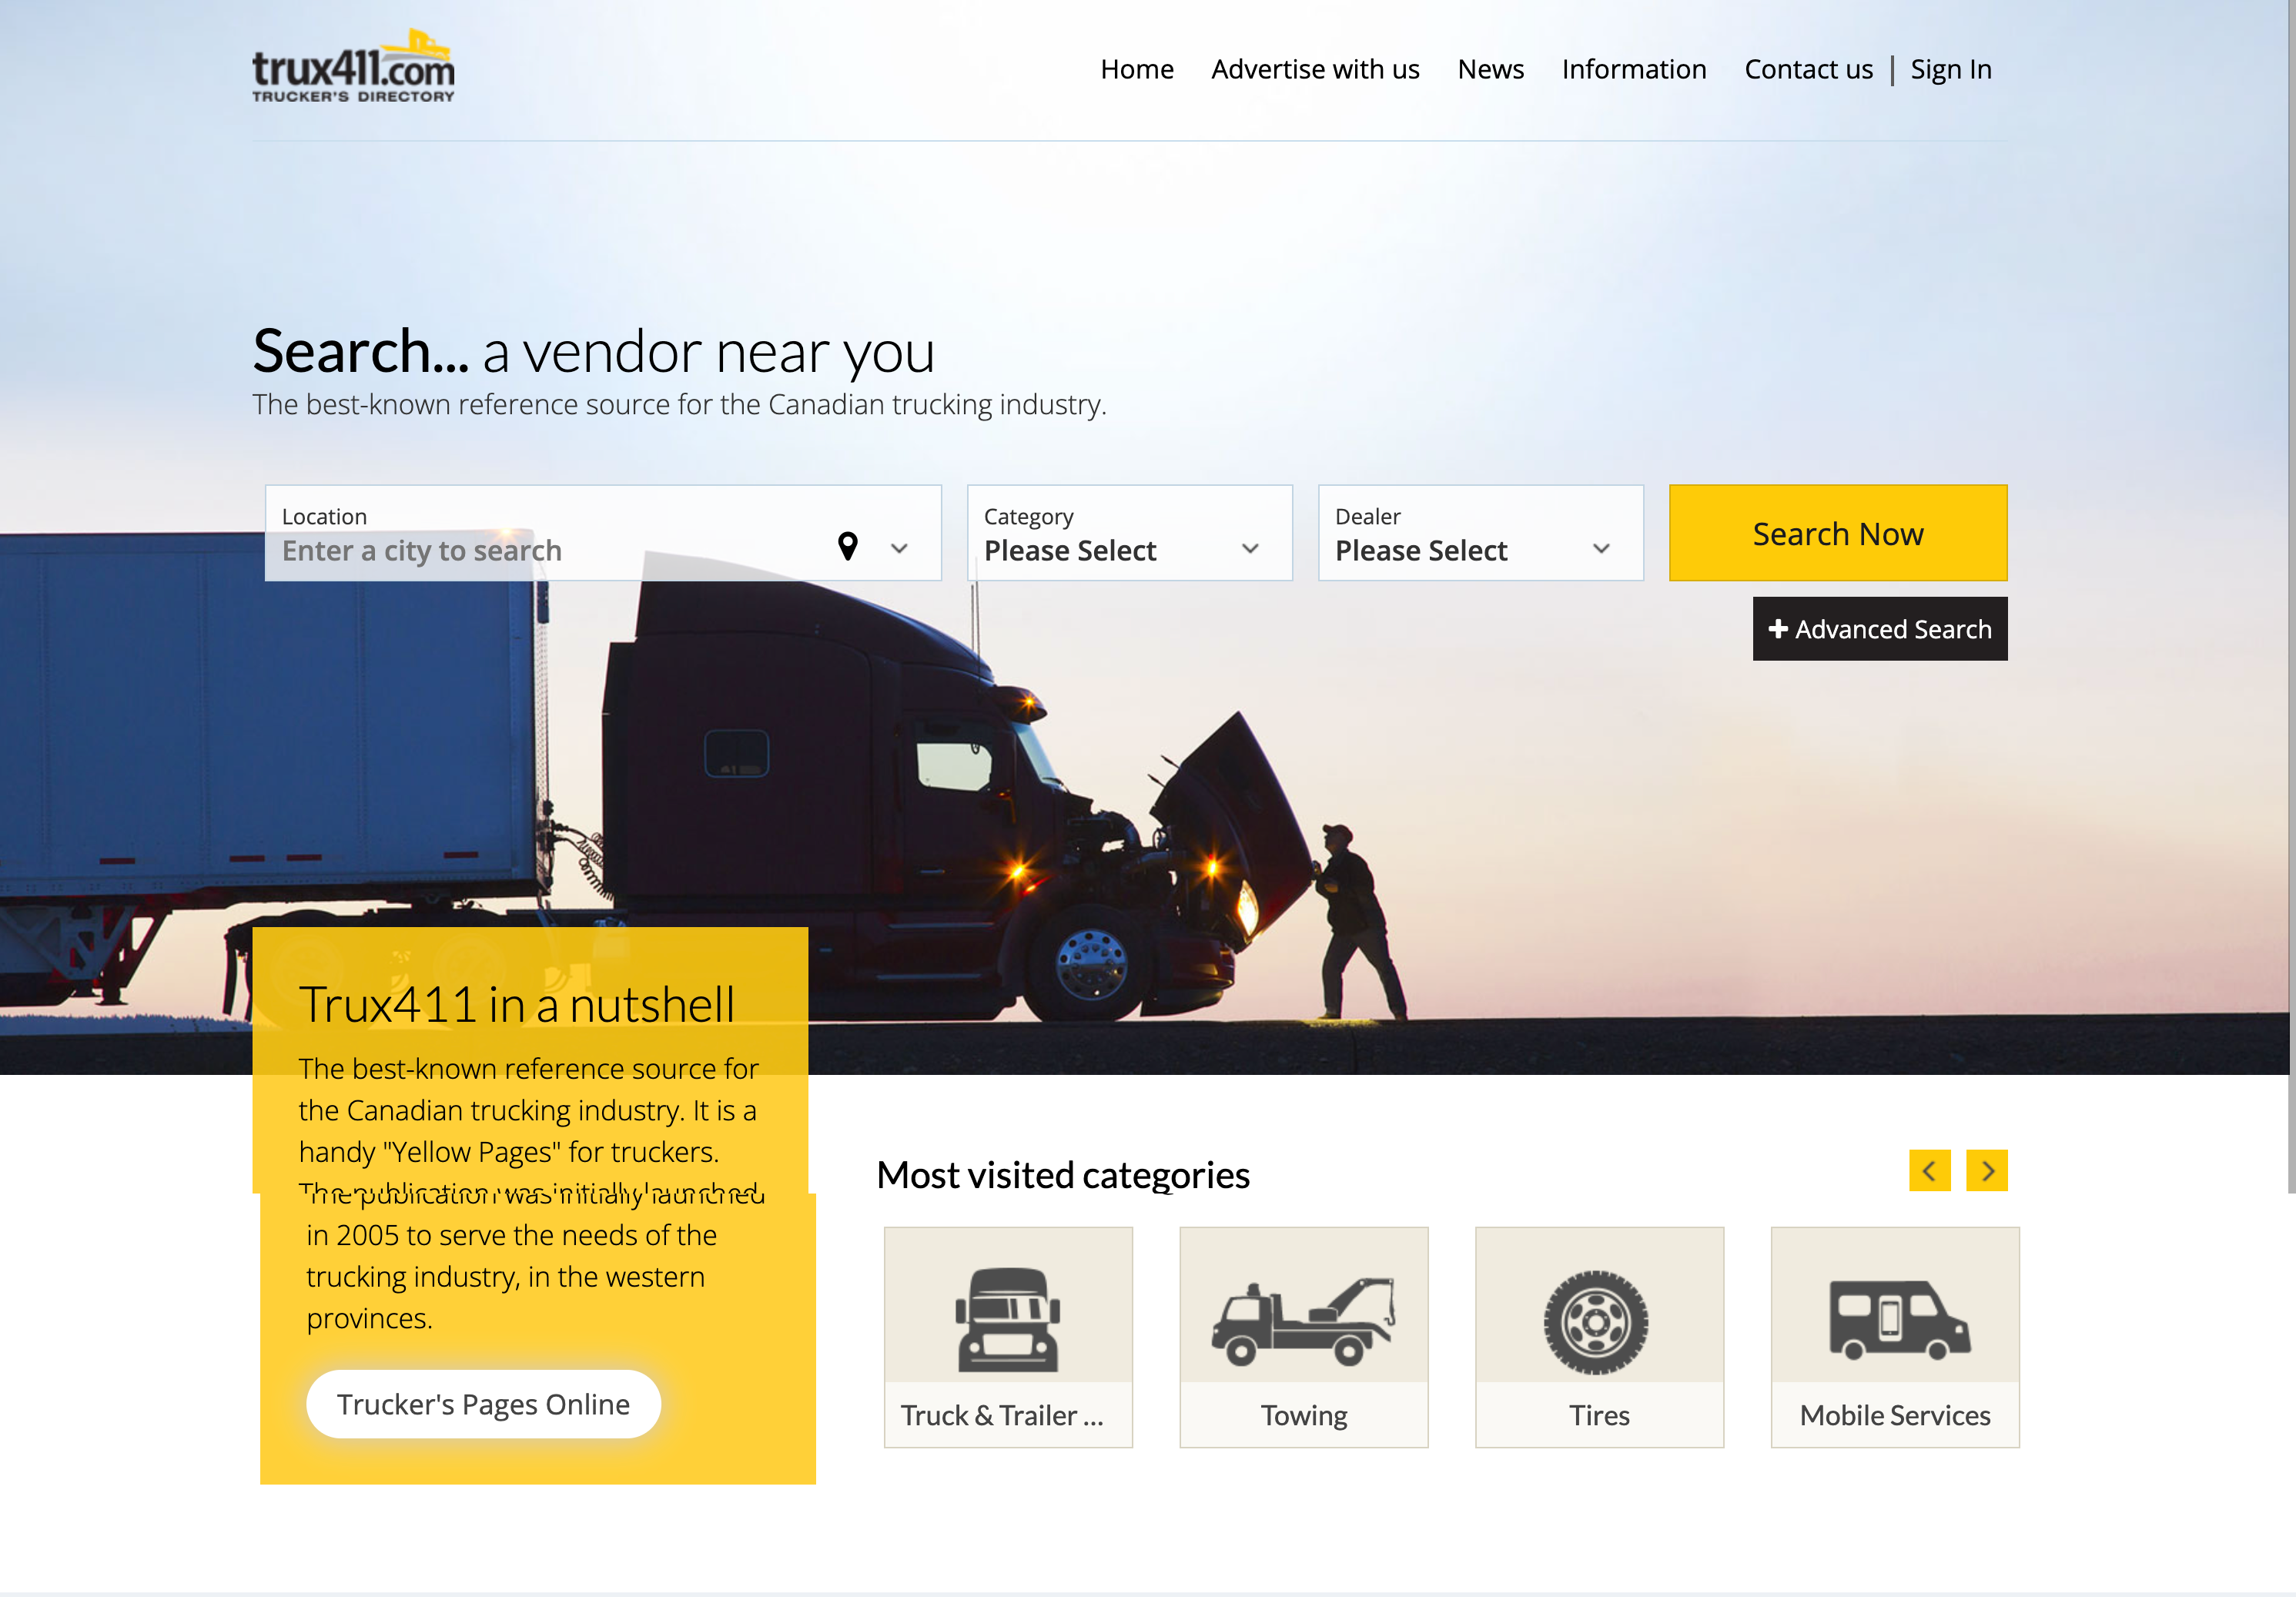 trux411.com
TRUCKER'S DIRECTORY
Home Advertise with us News Information Contact us | Sign In
Search... a vendor near you
The best-known reference source for the Canadian trucking industry.
Location
Enter a city to search
Category
Please Select
Dealer
Please Select
Search Now
+ Advanced Search
Trux411 in a nutshell
The best-known reference source for
the Canadian trucking industry. It is a
handy "Yellow Pages" for truckers.
The publication was initially launched
in 2005 to serve the needs of the
trucking industry, in the western
provinces.
Trucker's Pages Online
Most visited categories
Truck & Trailer ...
Towing
Tires
Mobile Services